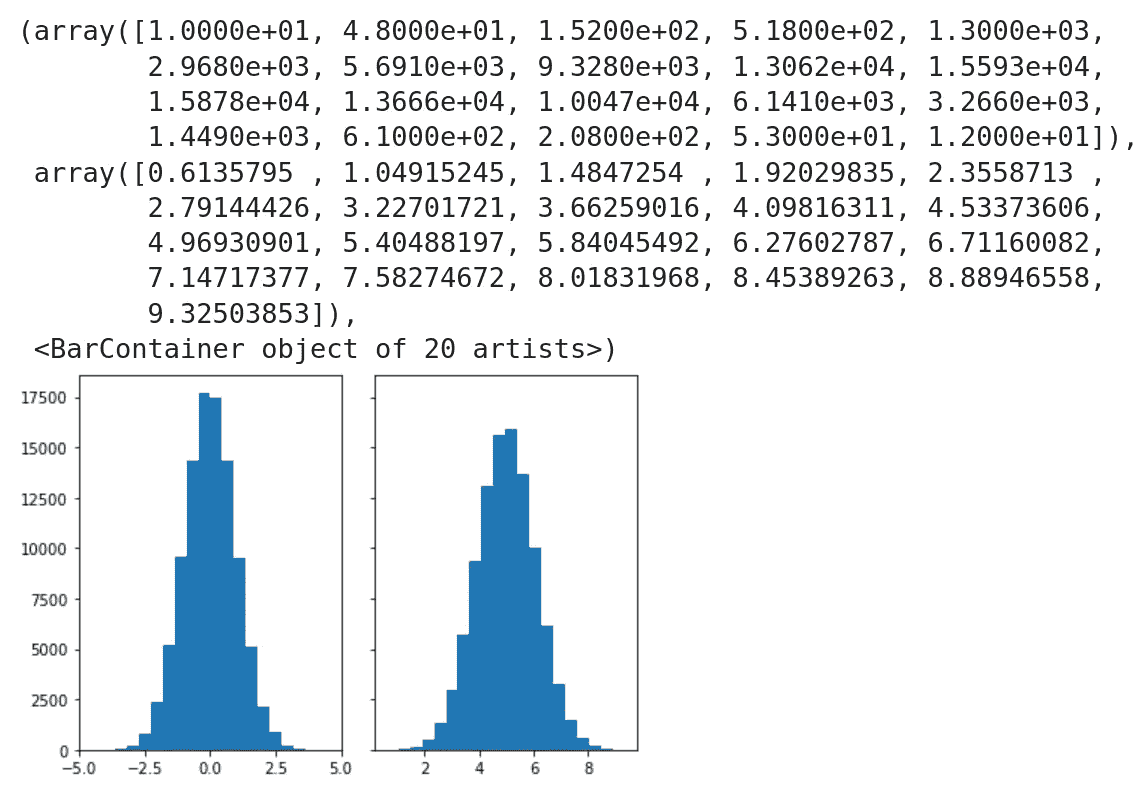 (array([1.0000e+01, 4.8000e+01, 1.5200e+02, 5.1800e+02, 1.3000e+03,
2.9680e+03, 5.6910e+03, 9.3280e+03, 1.3062e+04, 1.5593e+04,
1.5878e+04, 1.3666e+04, 1.0047e+04, 6.1410e+03, 3.2660e+03,
1.4490e+03, 6.1000e+02, 2.0800e+02, 5.3000e+01, 1.2000e+01]),
array([0.6135795 , 1.04915245, 1.4847254 , 1.92029835, 2.3558713 ,
2.79144426, 3.22701721, 3.66259016, 4.09816311, 4.53373606,
4.96930901, 5.40488197, 5.84045492, 6.27602787, 6.71160082,
7.14717377, 7.58274672, 8.01831968, 8.45389263, 8.88946558,
9.32503853]),
<BarContainer object of 20 artists>)
17500
15000
12500
10000
7500
5000
2500
0
−5.0 −2.5 0.0 2.5 5.0
2 4 6 8